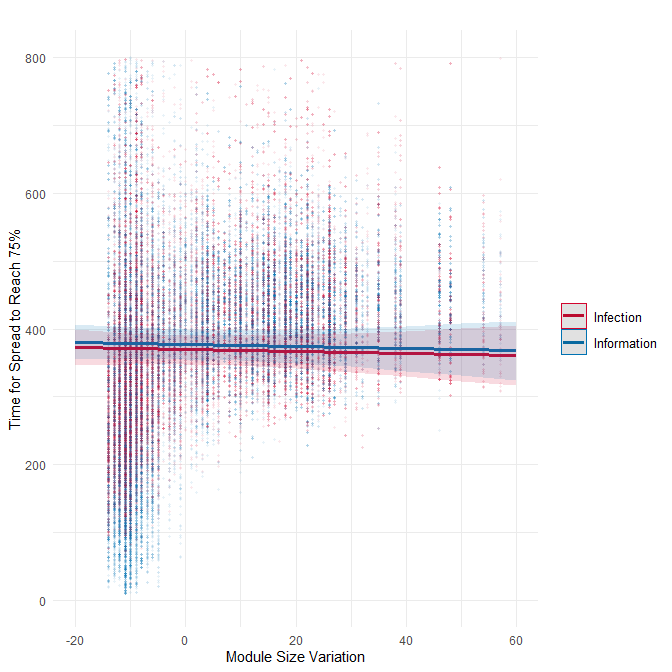 800
600
400
200
0
Time for Spread to Reach 75%
-20 0 20 40 60
Module Size Variation
Infection
Information